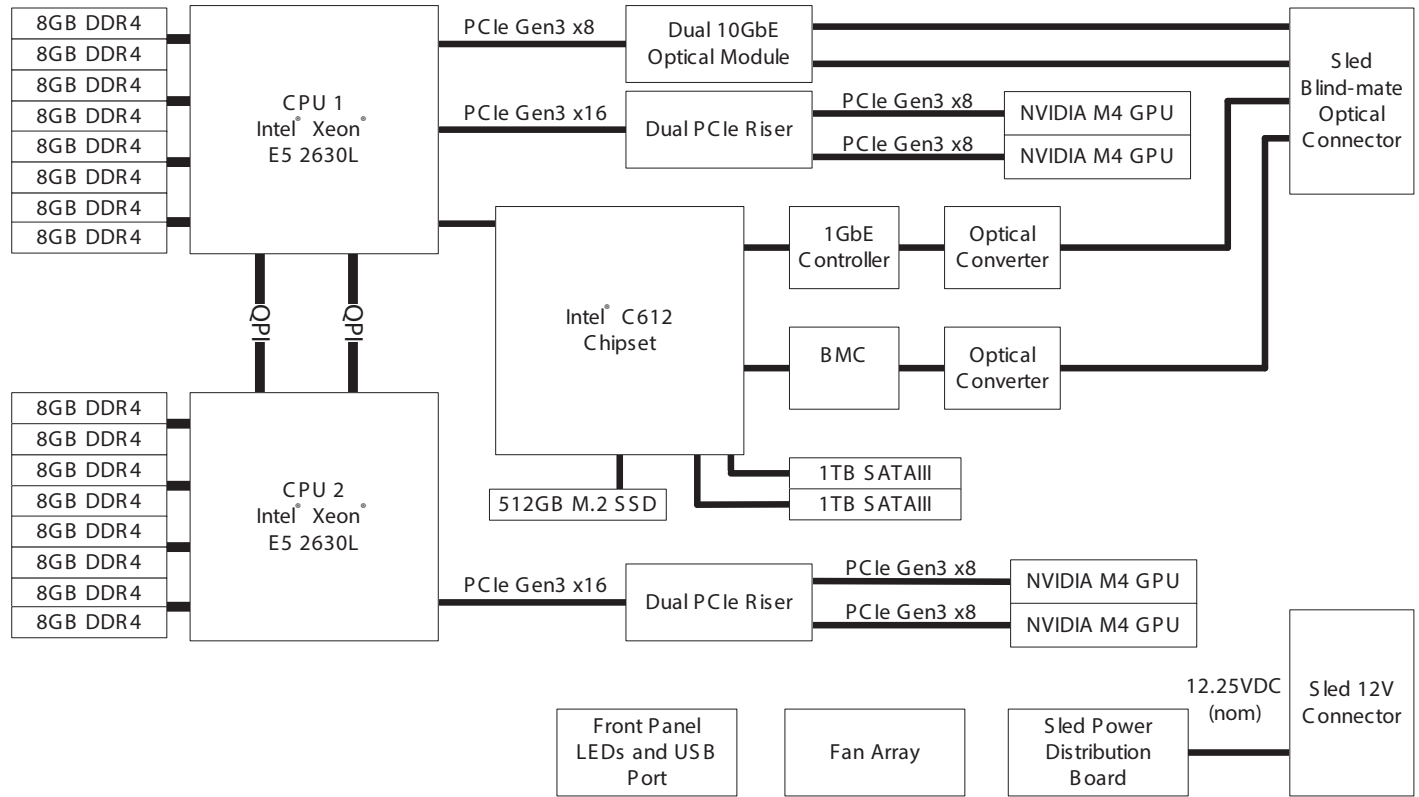 8GB DDR4
8GB DDR4
8GB DDR4
8GB DDR4
8GB DDR4
8GB DDR4
8GB DDR4
8GB DDR4
CPU 1
Intel® Xeon®
E5 2630L
PCIe Gen3 x8
Dual 10GbE
Optical Module
Sled
Blind-mate
Optical
Connector
PCIe Gen3 x16
Dual PCIe Riser
PCIe Gen3 x8
NVIDIA M4 GPU
PCIe Gen3 x8
NVIDIA M4 GPU
Intel® C612
Chipset
1GbE
Controller
Optical
Converter
BMC
Optical
Converter
QPI
QPI
512GB M.2 SSD
1TB SATAIII
1TB SATAIII
8GB DDR4
8GB DDR4
8GB DDR4
8GB DDR4
8GB DDR4
8GB DDR4
8GB DDR4
8GB DDR4
CPU 2
Intel® Xeon®
E5 2630L
PCIe Gen3 x16
Dual PCIe Riser
PCIe Gen3 x8
NVIDIA M4 GPU
PCIe Gen3 x8
NVIDIA M4 GPU
Front Panel
LEDs and USB
Port
Fan Array
Sled Power
Distribution
Board
12.25VDC
(nom)
Sled 12V
Connector